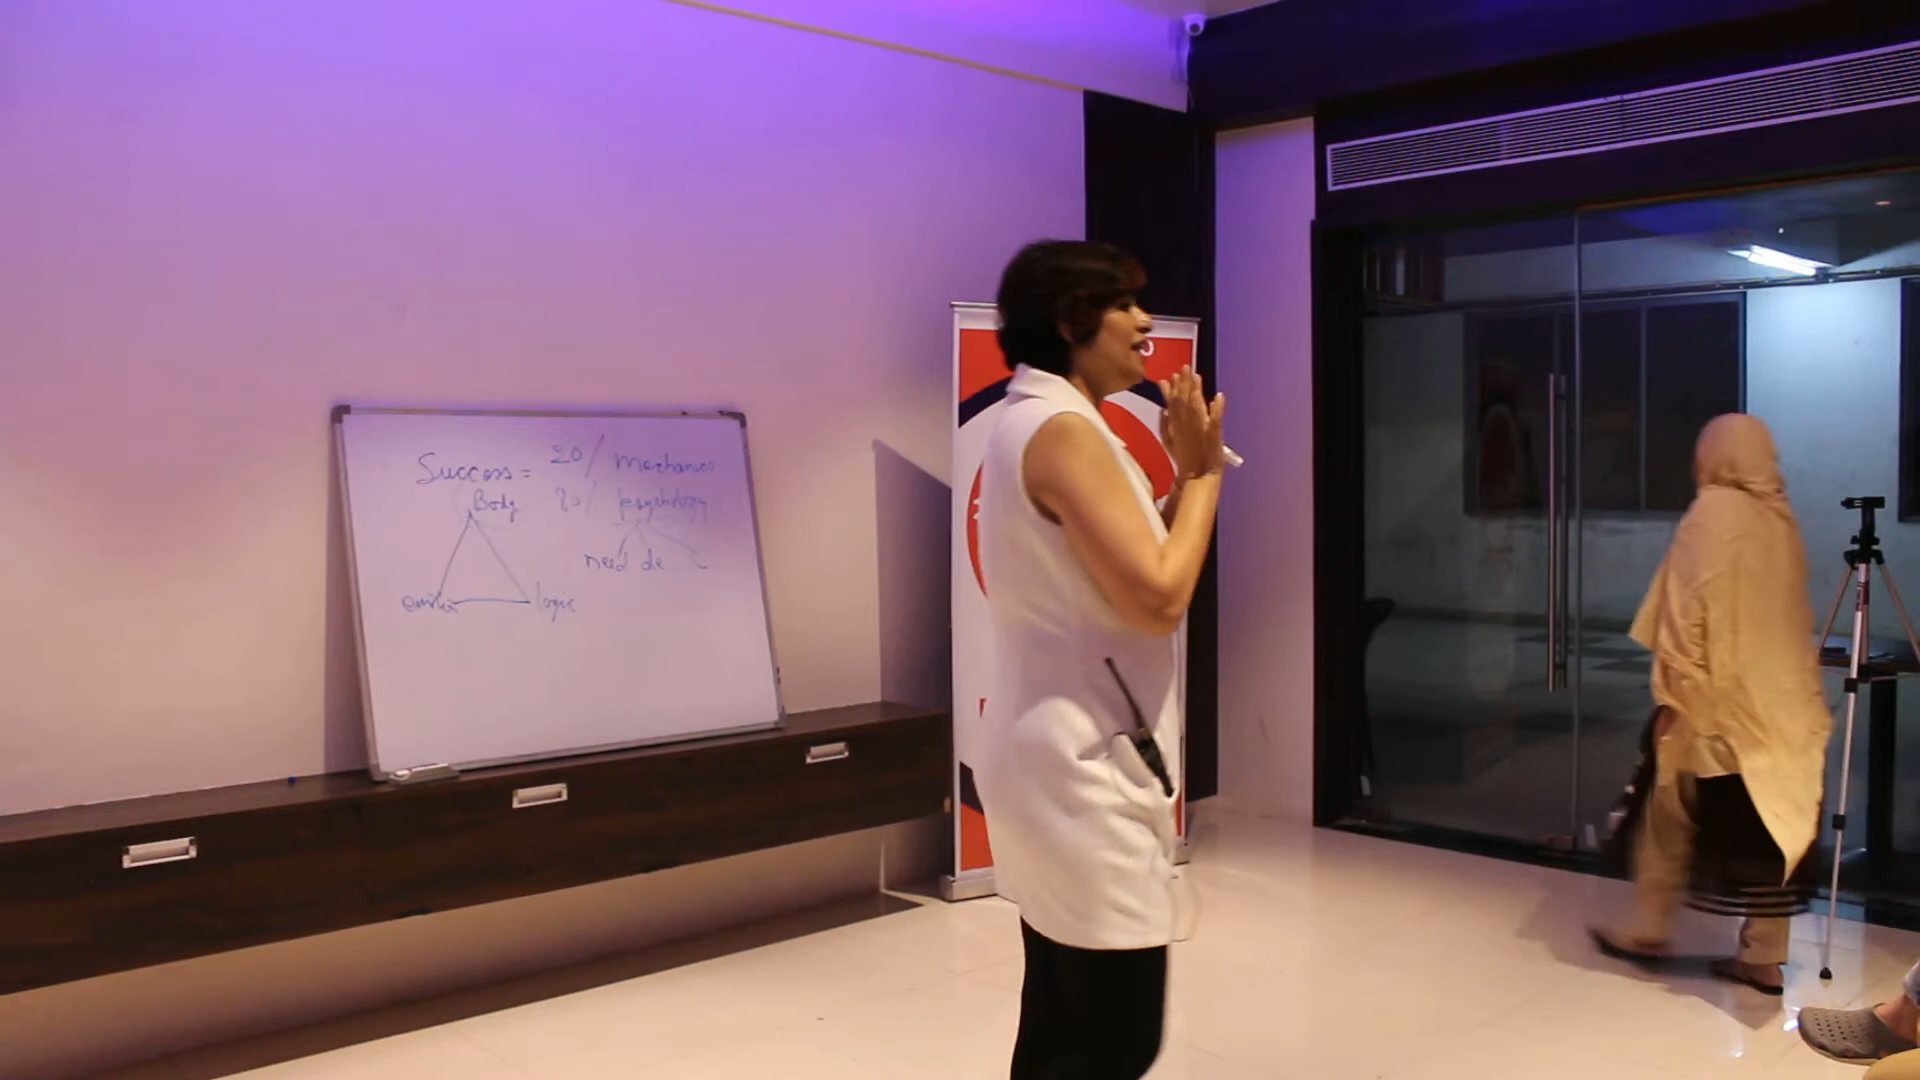 Success = 20/ mechanics
Body 80/ psychology
need de
logic